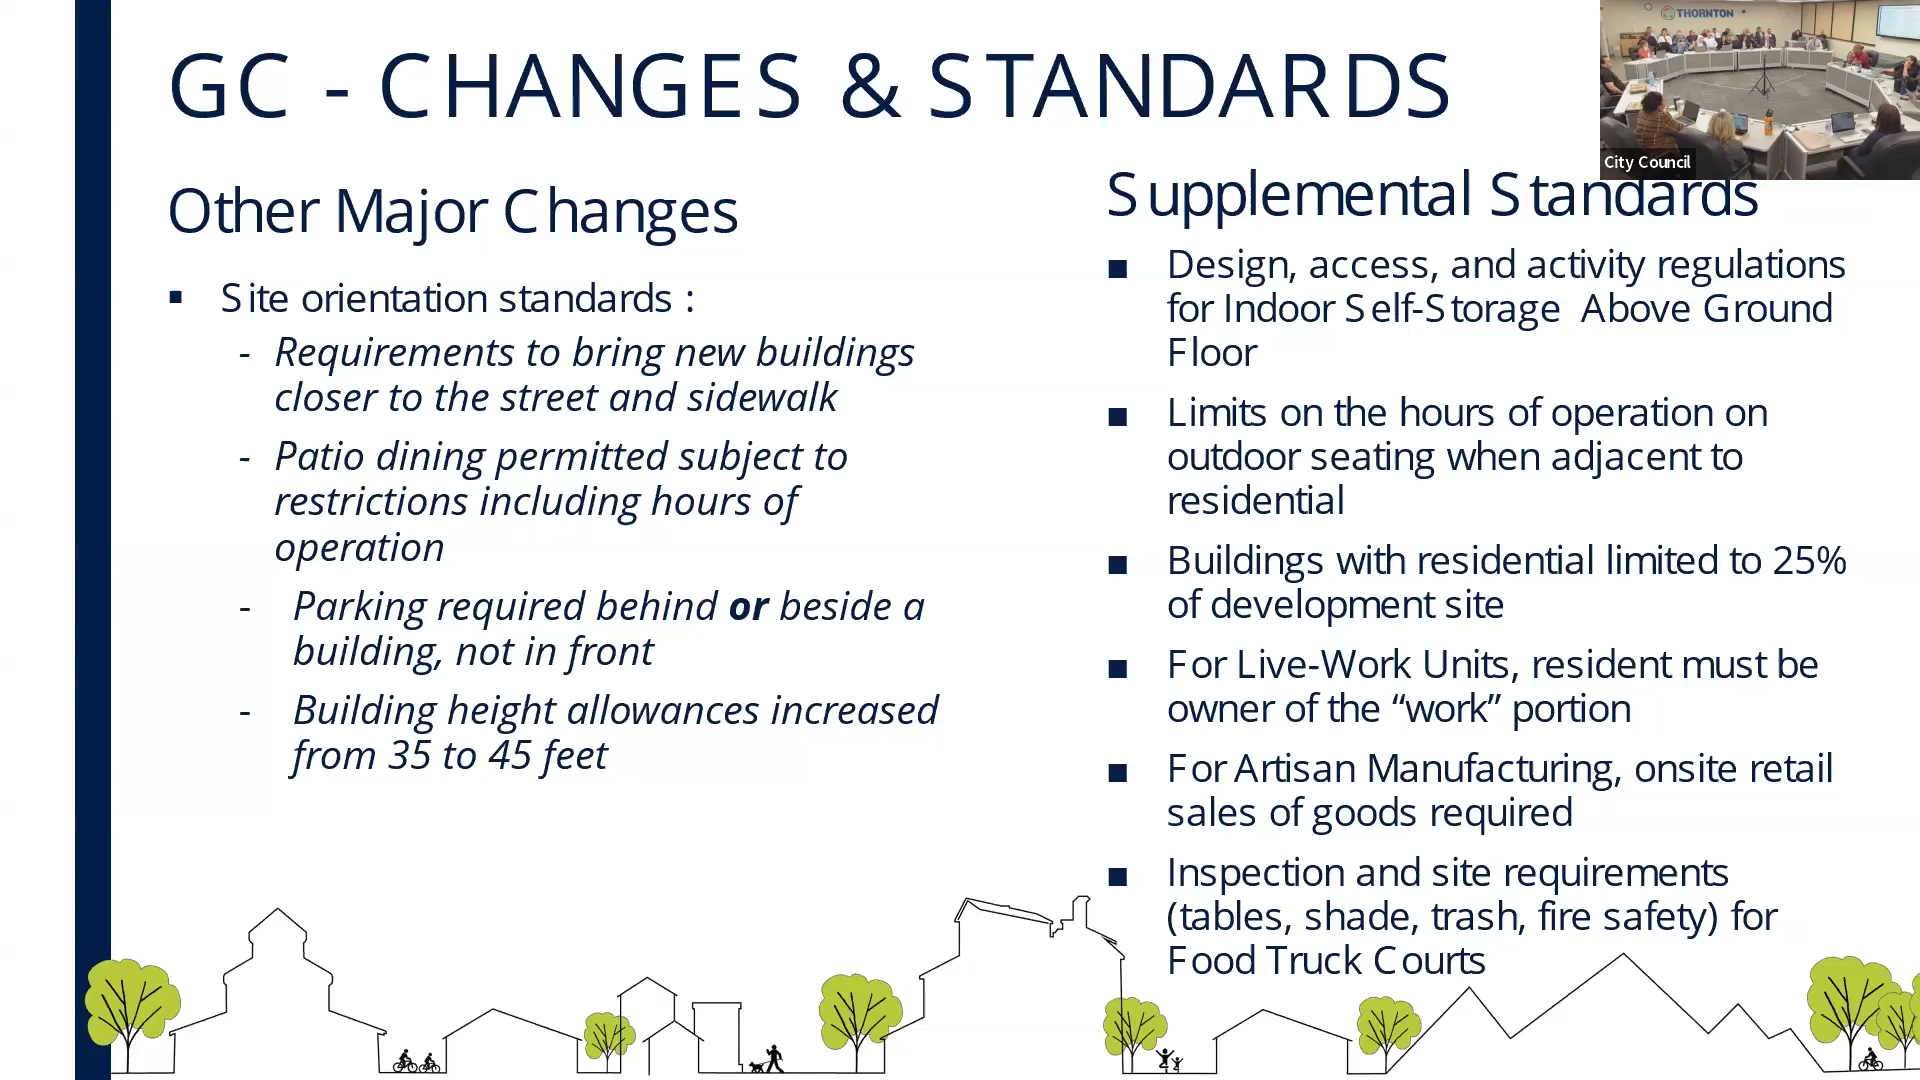 GC - CHANGES & STANDARDS
THORNTON
City Council
Other Major Changes
▪ Site orientation standards :
- Requirements to bring new buildings
closer to the street and sidewalk
- Patio dining permitted subject to
restrictions including hours of
operation
- Parking required behind or beside a
building, not in front
- Building height allowances increased
from 35 to 45 feet
Supplemental Standards
■ Design, access, and activity regulations
for Indoor Self-Storage Above Ground
Floor
■ Limits on the hours of operation on
outdoor seating when adjacent to
residential
■ Buildings with residential limited to 25%
of development site
■ For Live-Work Units, resident must be
owner of the “work” portion
■ For Artisan Manufacturing, onsite retail
sales of goods required
■ Inspection and site requirements
(tables, shade, trash, fire safety) for
Food Truck Courts